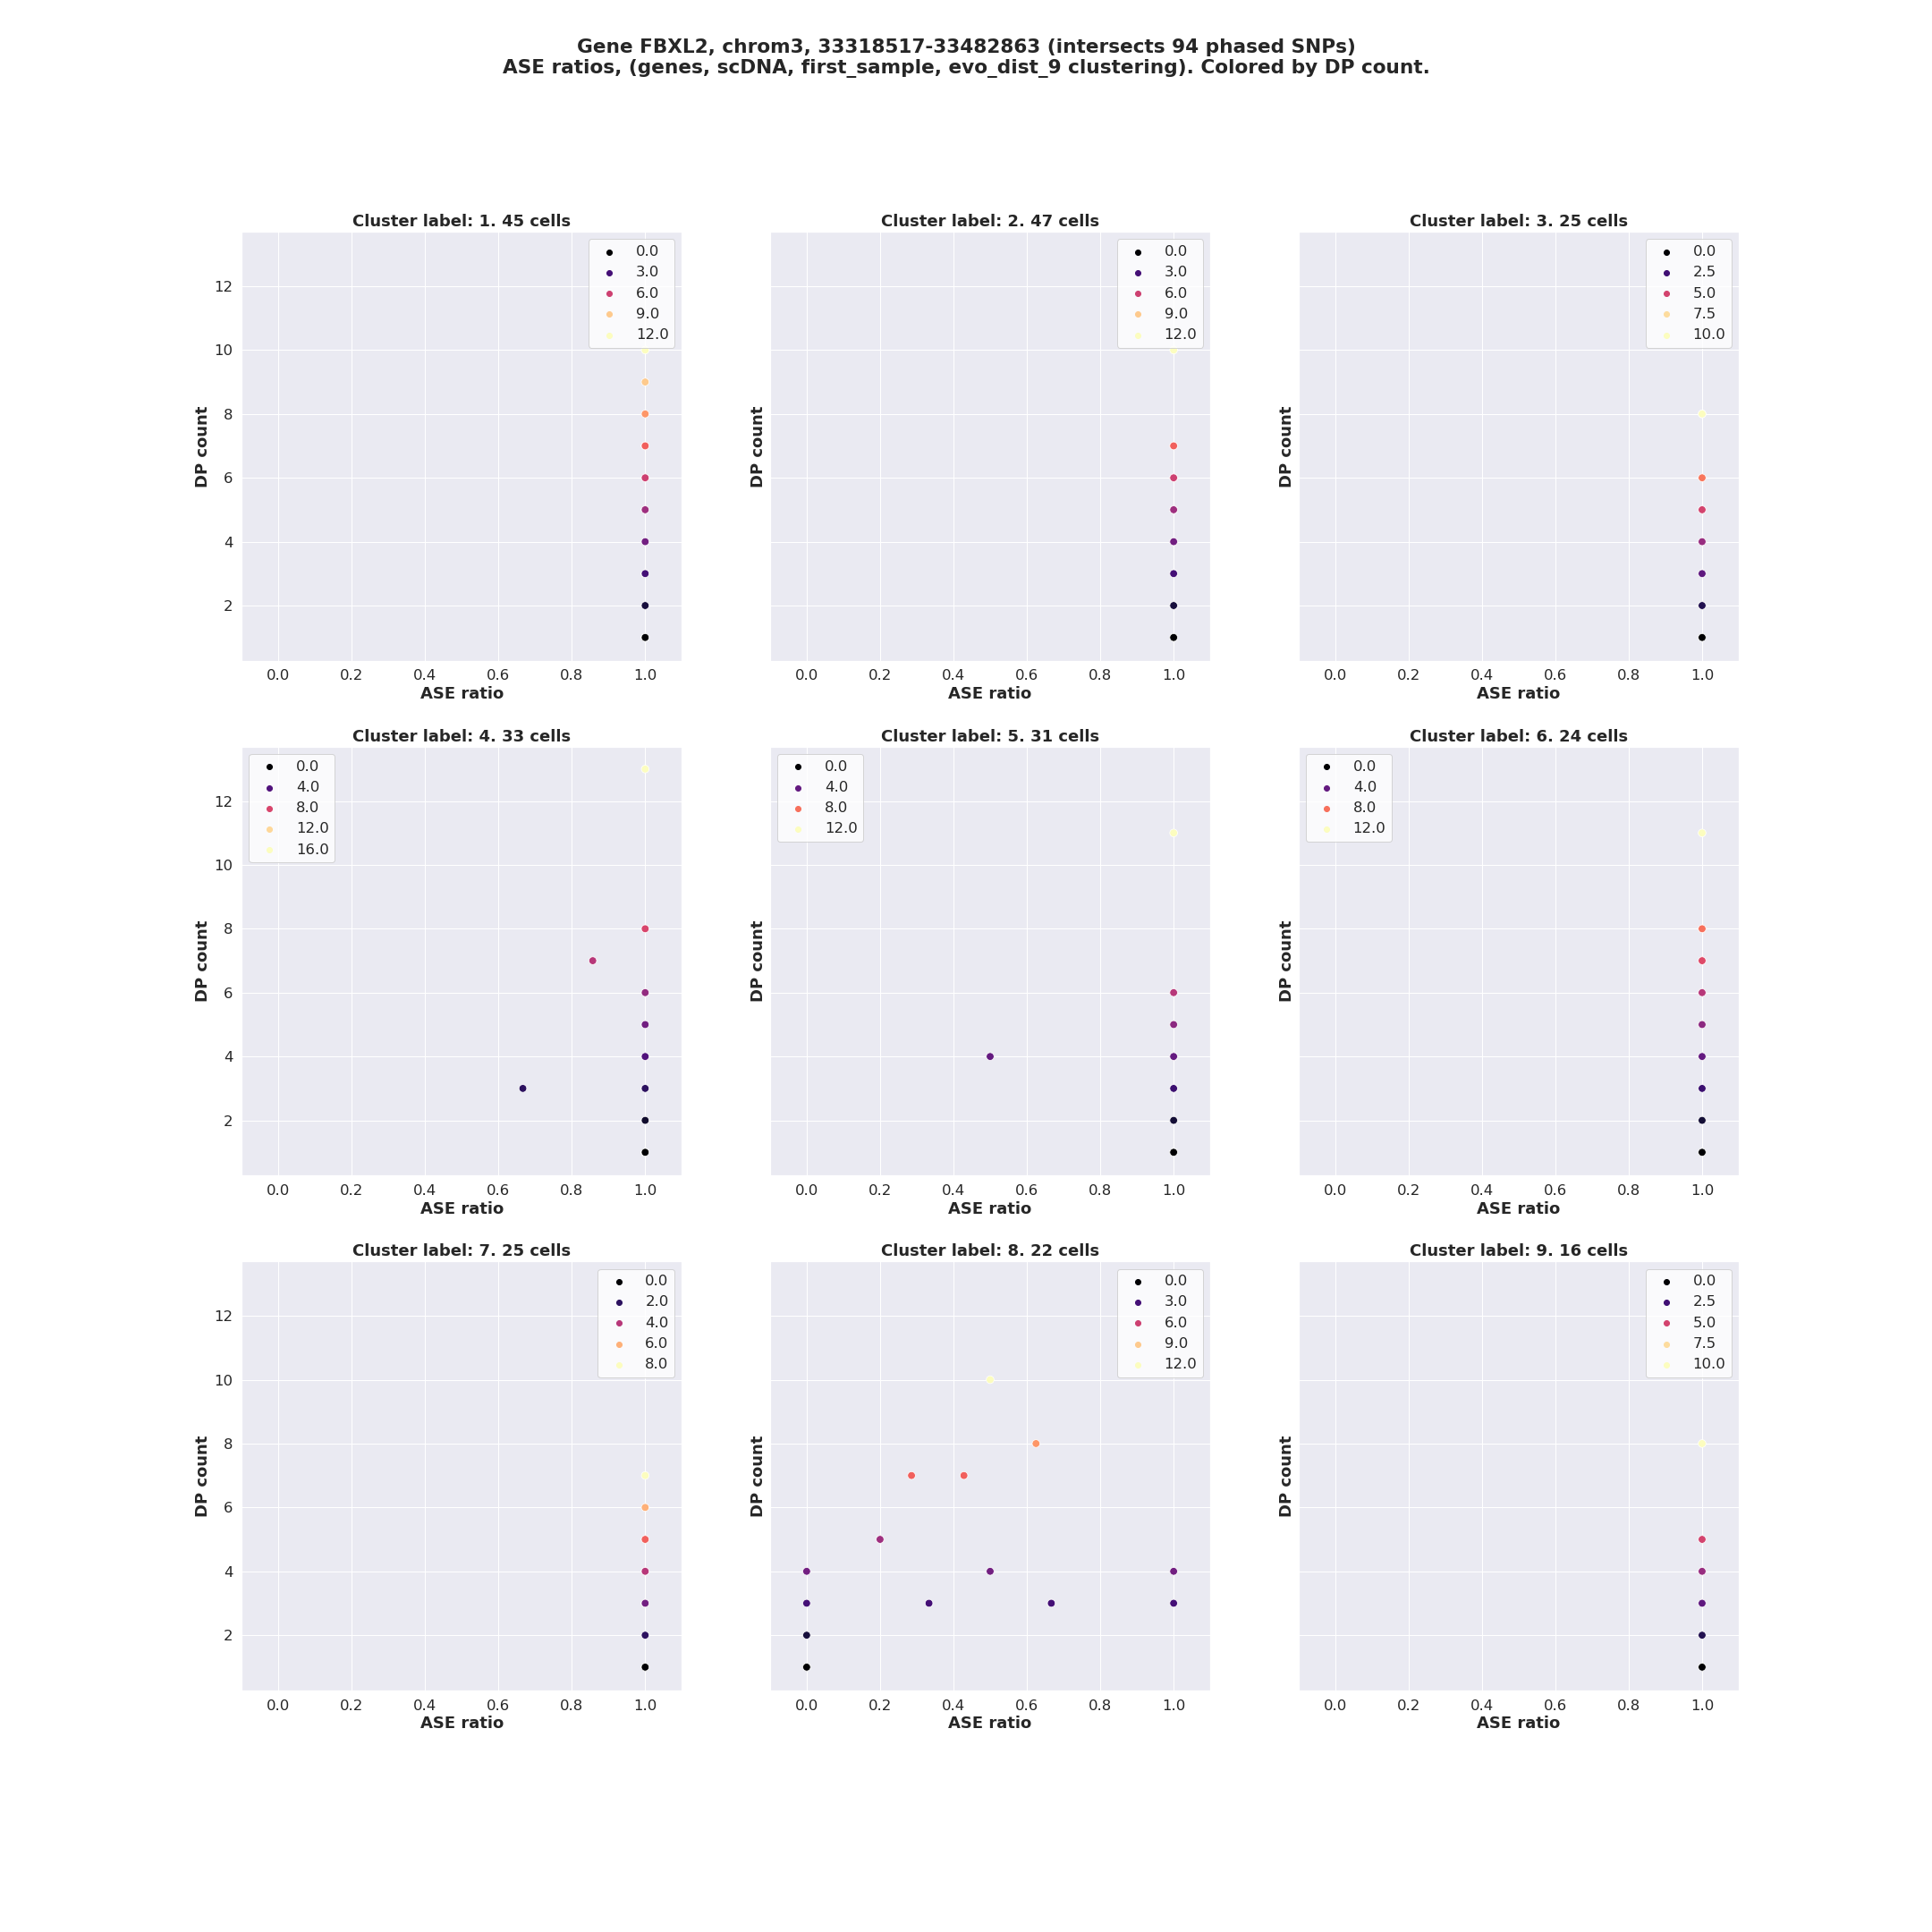 Gene FBXL2, chrom3, 33318517-33482863 (intersects 94 phased SNPs)
ASE ratios, (genes, scDNA, first_sample, evo_dist_9 clustering). Colored by DP count.
Cluster label: 1. 45 cells
0.0
3.0
6.0
9.0
12.0
12
10
8
6
4
2
DP count
0.0 0.2 0.4 0.6 0.8 1.0
ASE ratio
Cluster label: 2. 47 cells
0.0
3.0
6.0
9.0
12.0
DP count
0.0 0.2 0.4 0.6 0.8 1.0
ASE ratio
Cluster label: 3. 25 cells
0.0
2.5
5.0
7.5
10.0
DP count
0.0 0.2 0.4 0.6 0.8 1.0
ASE ratio
Cluster label: 4. 33 cells
0.0
4.0
8.0
12.0
16.0
12
10
8
6
4
2
DP count
0.0 0.2 0.4 0.6 0.8 1.0
ASE ratio
Cluster label: 5. 31 cells
0.0
4.0
8.0
12.0
DP count
0.0 0.2 0.4 0.6 0.8 1.0
ASE ratio
Cluster label: 6. 24 cells
0.0
4.0
8.0
12.0
DP count
0.0 0.2 0.4 0.6 0.8 1.0
ASE ratio
Cluster label: 7. 25 cells
0.0
2.0
4.0
6.0
8.0
12
10
8
6
4
2
DP count
0.0 0.2 0.4 0.6 0.8 1.0
ASE ratio
Cluster label: 8. 22 cells
0.0
3.0
6.0
9.0
12.0
DP count
0.0 0.2 0.4 0.6 0.8 1.0
ASE ratio
Cluster label: 9. 16 cells
0.0
2.5
5.0
7.5
10.0
DP count
0.0 0.2 0.4 0.6 0.8 1.0
ASE ratio